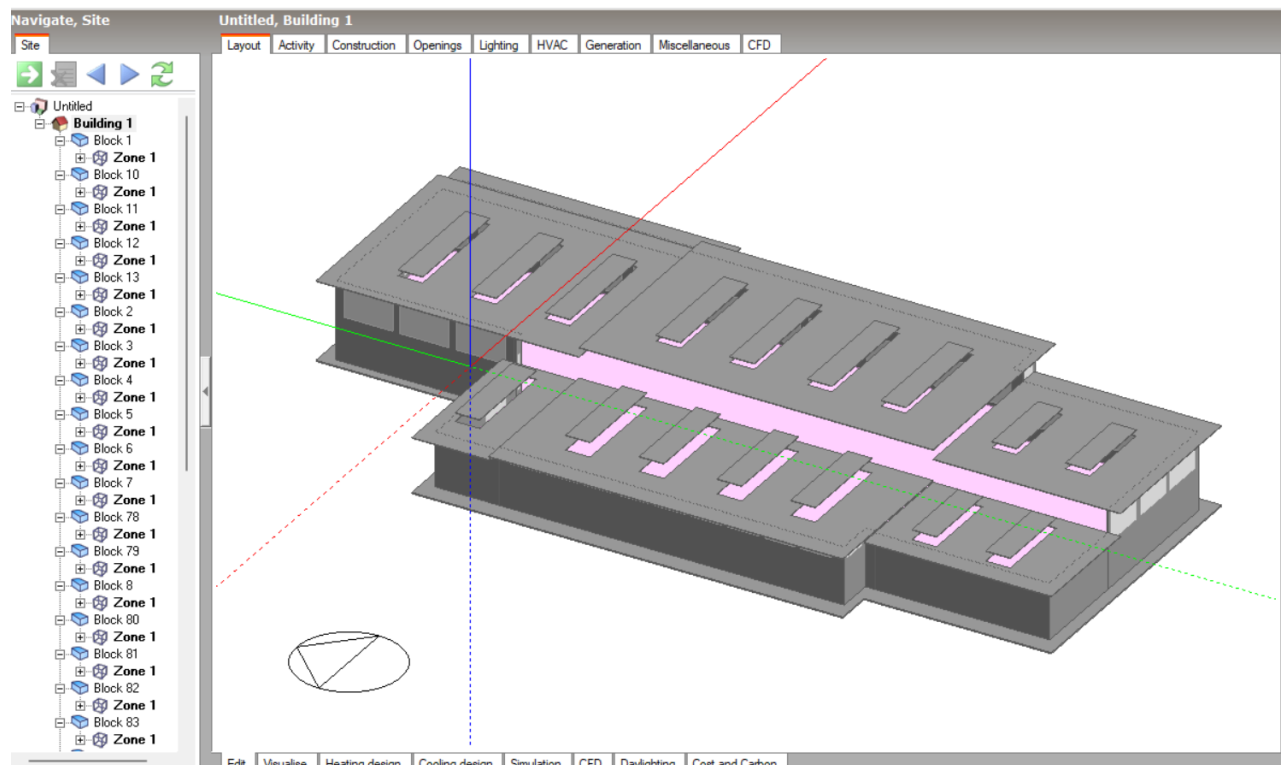 Navigate, Site
Untitled, Building 1
Site
Layout Activity Construction Openings Lighting HVAC Generation Miscellaneous CFD
Untitled
Building 1
Block 1
Zone 1
Block 10
Zone 1
Block 11
Zone 1
Block 12
Zone 1
Block 13
Zone 1
Block 2
Zone 1
Block 3
Zone 1
Block 4
Zone 1
Block 5
Zone 1
Block 6
Zone 1
Block 7
Zone 1
Block 78
Zone 1
Block 79
Zone 1
Block 8
Zone 1
Block 80
Zone 1
Block 81
Zone 1
Block 82
Zone 1
Block 83
Zone 1
Edit Visualise Heating design Cooling design Simulation CFD Daylighting Cost and Carbon